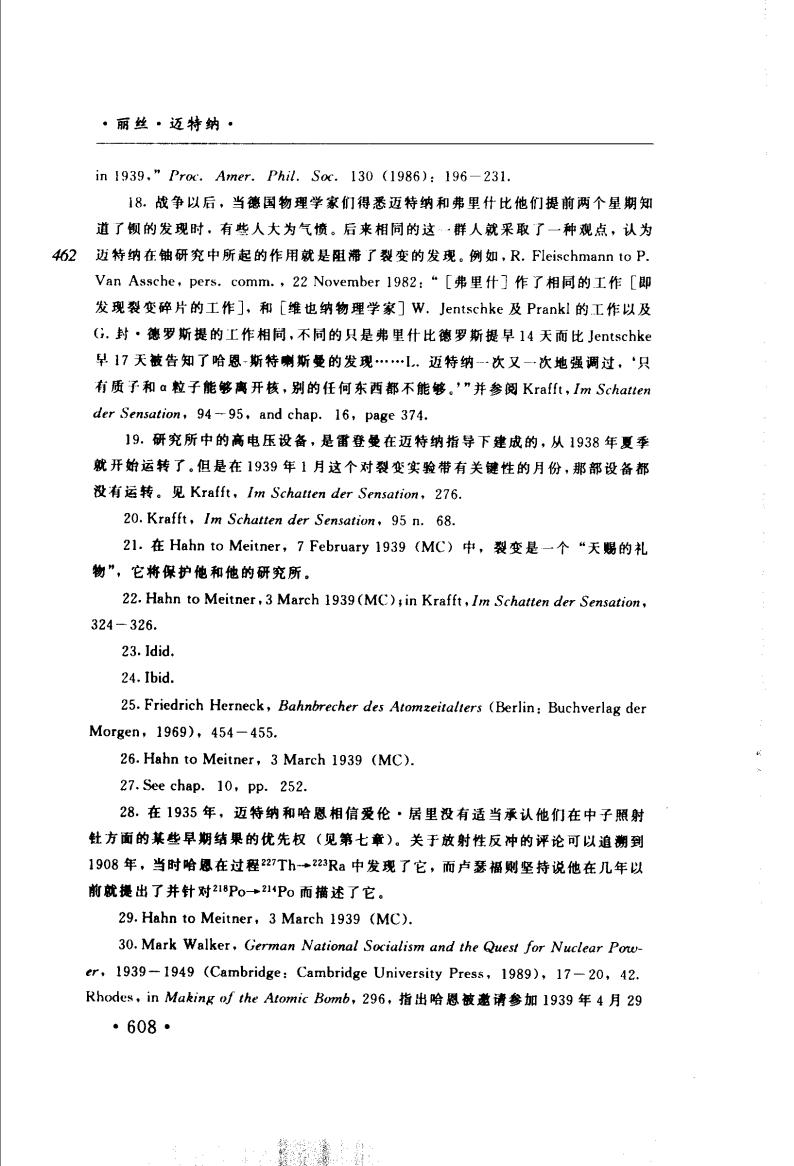 ·丽丝·迈特纳·
in 1939,” Proc. Amer. Phil. Soc. 130 (1986): 196－231.
18. 战争以后，当德国物理学家们得悉迈特纳和弗里什比他们提前两个星期知
道了钡的发现时，有些人大为气愤。后来相同的这一群人就采取了一种观点，认为
462 迈特纳在铀研究中所起的作用就是阻滞了裂变的发现。例如，R. Fleischmann to P.
Van Assche, pers. comm., 22 November 1982: “［弗里什］作了相同的工作［即
发现裂变碎片的工作］，和［维也纳物理学家］W. Jentschke 及 Prankl 的工作以及
G. 封·德罗斯提的工作相同，不同的只是弗里什比德罗斯提早 14 天而比 Jentschke
早 17 天被告知了哈恩-斯特喇斯曼的发现……L. 迈特纳一次又一次地强调过，‘只
有质子和 α 粒子能够离开核，别的任何东西都不能够。’”并参阅 Krafft, Im Schatten
der Sensation, 94－95, and chap. 16, page 374.
19. 研究所中的高电压设备，是雷登曼在迈特纳指导下建成的，从 1938 年夏季
就开始运转了。但是在 1939 年 1 月这个对裂变实验带有关键性的月份，那部设备都
没有运转。见 Krafft, Im Schatten der Sensation, 276.
20. Krafft, Im Schatten der Sensation, 95 n. 68.
21. 在 Hahn to Meitner, 7 February 1939 (MC) 中，裂变是一个“天赐的礼
物”，它将保护他和他的研究所。
22. Hahn to Meitner, 3 March 1939 (MC); in Krafft, Im Schatten der Sensation,
324－326.
23. Idid.
24. Ibid.
25. Friedrich Herneck, Bahnbrecher des Atomzeitalters (Berlin: Buchverlag der
Morgen, 1969), 454－455.
26. Hahn to Meitner, 3 March 1939 (MC).
27. See chap. 10, pp. 252.
28. 在 1935 年，迈特纳和哈恩相信爱伦·居里没有适当承认他们在中子照射
钍方面的某些早期结果的优先权（见第七章）。关于放射性反冲的评论可以追溯到
1908 年，当时哈恩在过程²²⁷Th→²²³Ra 中发现了它，而卢瑟福则坚持说他在几年以
前就提出了并针对²¹⁸Po→²¹⁴Po 而描述了它。
29. Hahn to Meitner, 3 March 1939 (MC).
30. Mark Walker, German National Socialism and the Quest for Nuclear Pow-
er, 1939－1949 (Cambridge: Cambridge University Press, 1989), 17－20, 42.
Rhodes, in Making of the Atomic Bomb, 296, 指出哈恩被邀请参加 1939 年 4 月 29
·608·